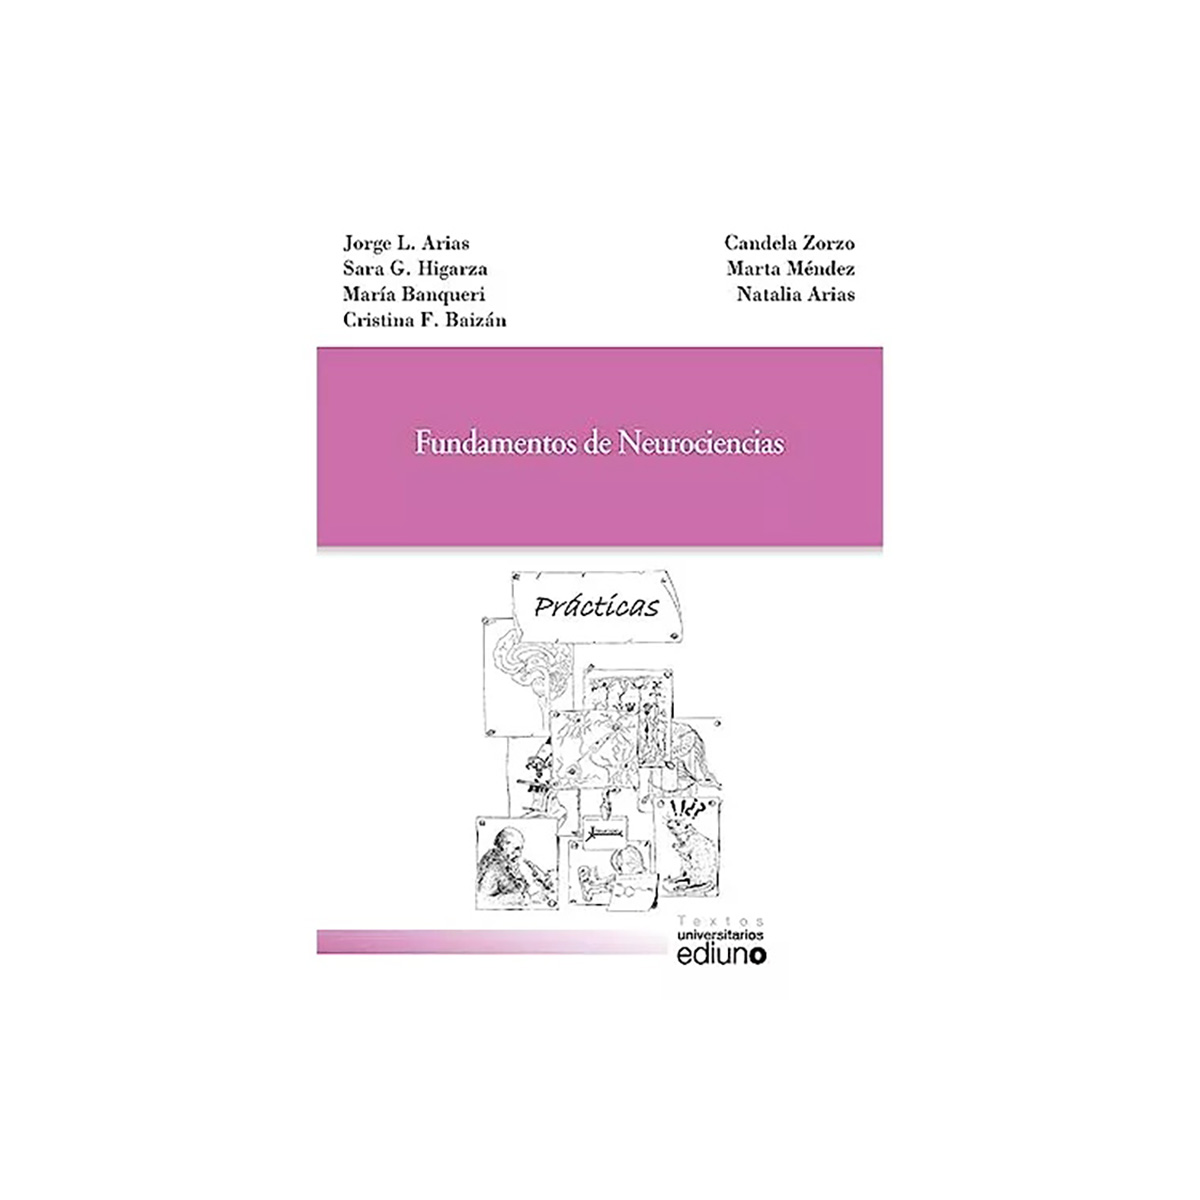 Jorge L. Arias
Sara G. Higarza
María Banqueri
Cristina F. Baizán
Candela Zorzo
Marta Méndez
Natalia Arias
Fundamentos de Neurociencias
Prácticas
!!??
Textos
universitarios
ediuno